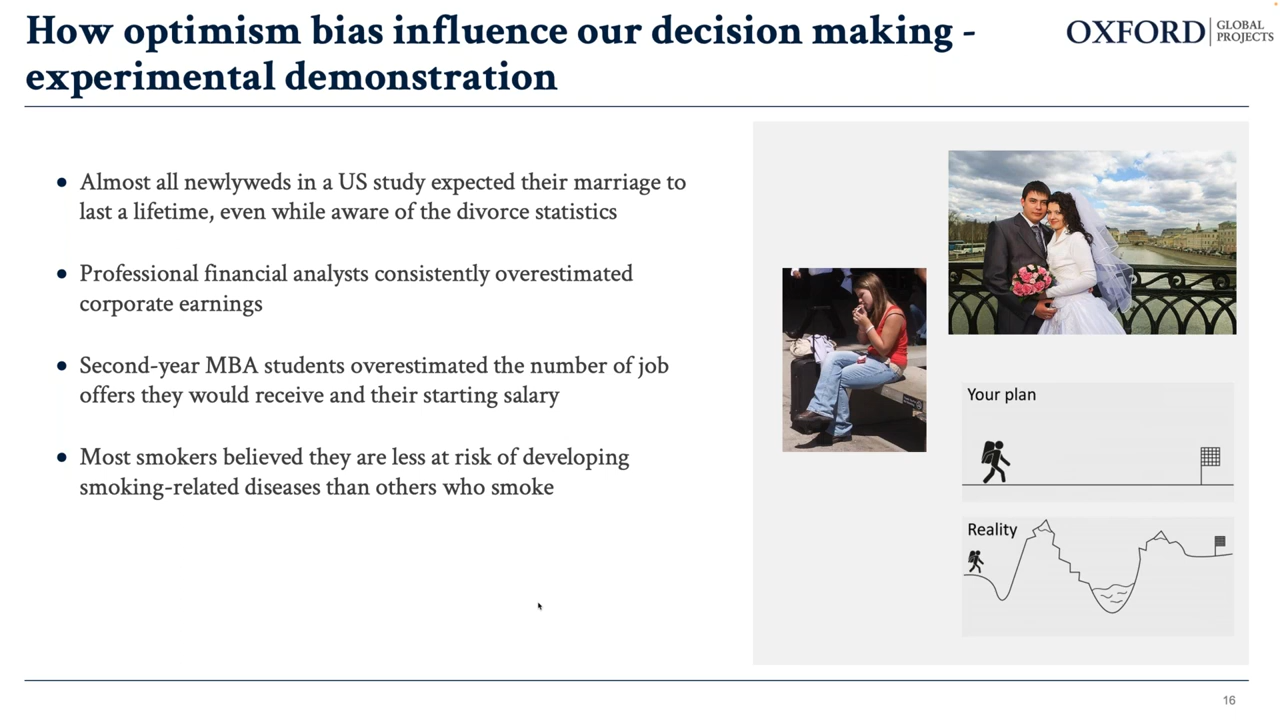 How optimism bias influence our decision making -
experimental demonstration
OXFORD
GLOBAL
PROJECTS
• Almost all newlyweds in a US study expected their marriage to
last a lifetime, even while aware of the divorce statistics
• Professional financial analysts consistently overestimated
corporate earnings
• Second-year MBA students overestimated the number of job
offers they would receive and their starting salary
• Most smokers believed they are less at risk of developing
smoking-related diseases than others who smoke
Your plan
Reality
16